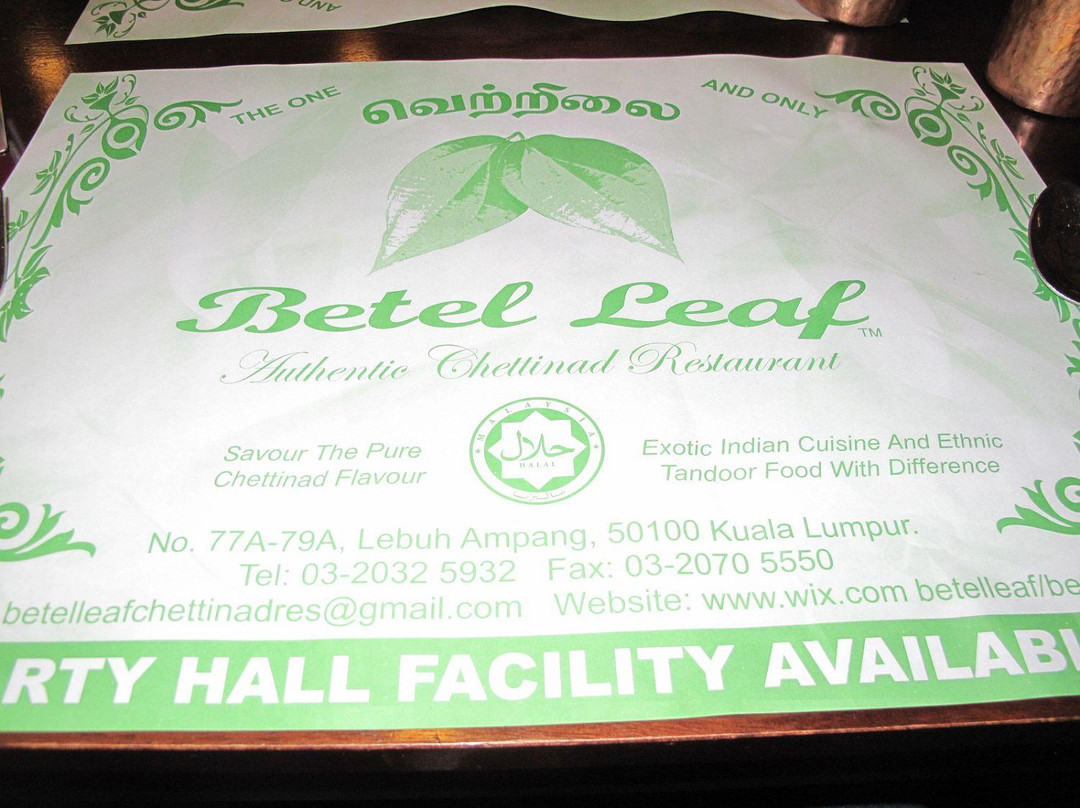 THE ONE வெற்றிலை AND ONLY
Betel Leaf TM
Authentic Chettinad Restaurant
Savour The Pure
Chettinad Flavour
MALAYSIA
حلال
HALAL
ماليزيا
Exotic Indian Cuisine And Ethnic
Tandoor Food With Difference
No. 77A-79A, Lebuh Ampang, 50100 Kuala Lumpur.
Tel: 03-2032 5932 Fax: 03-2070 5550
betelleafchettinadres@gmail.com Website: www.wix.com betelleaf/be
RTY HALL FACILITY AVAILABL